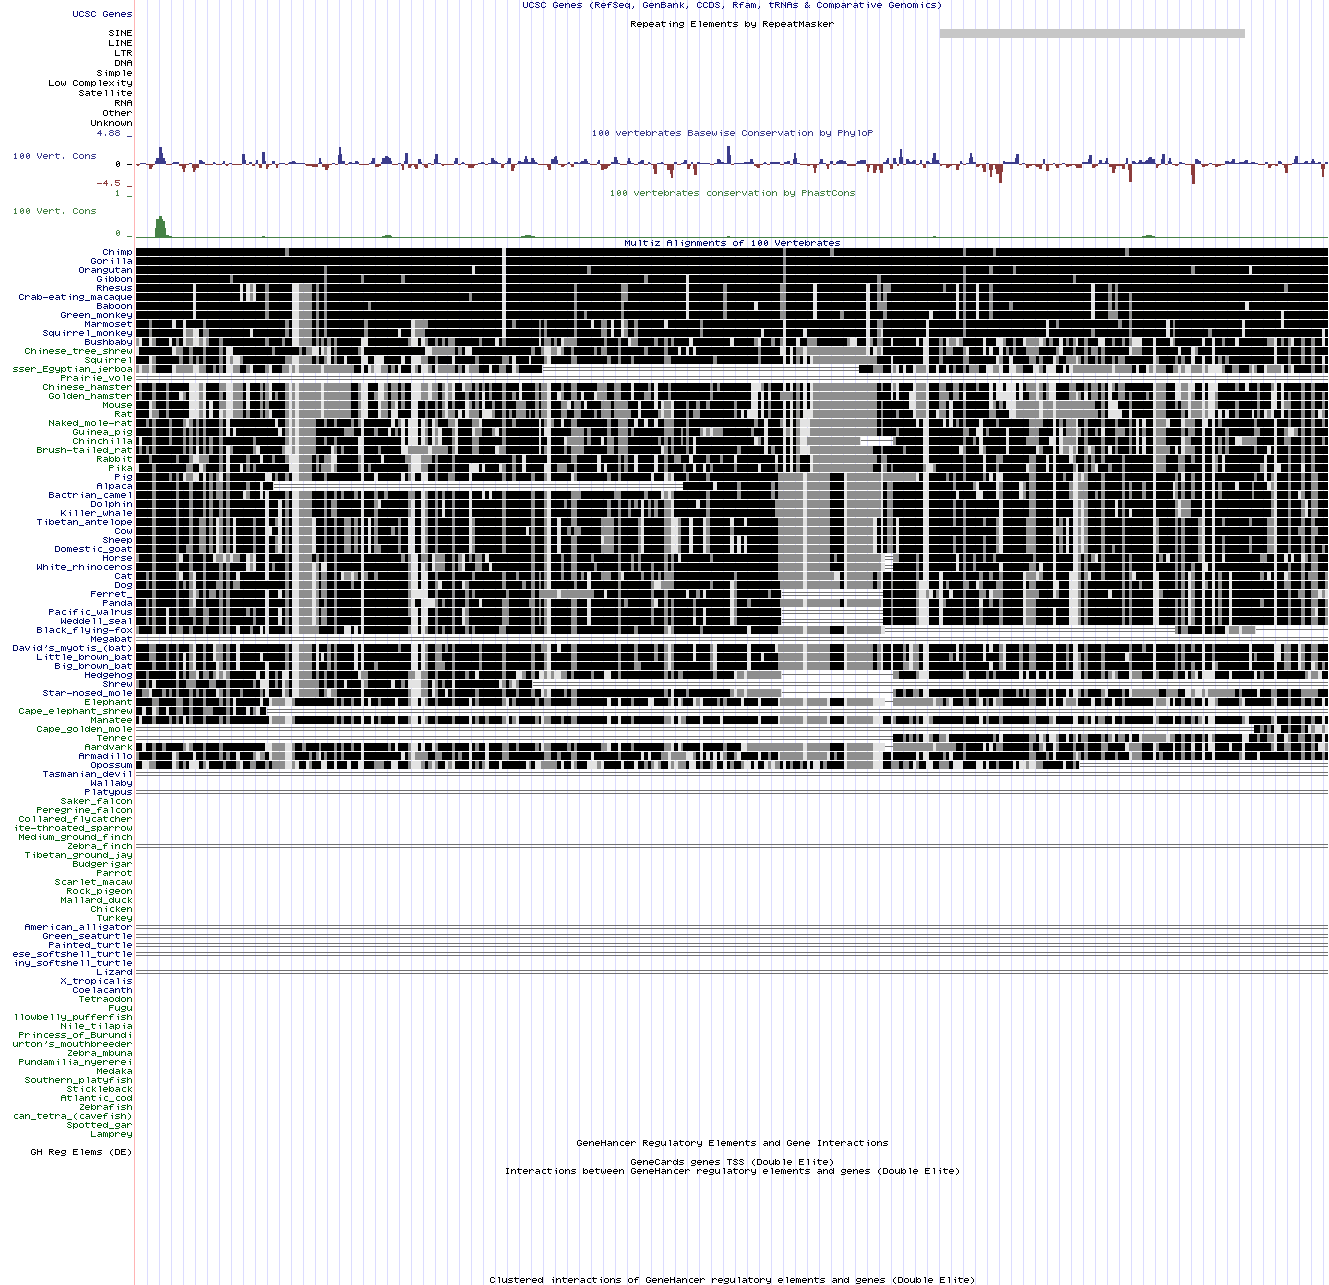 UCSC Genes (RefSeq, GenBank, CCDS, Rfam, tRNAs & Comparative Genomics)
UCSC Genes
Repeating Elements by RepeatMasker
SINE
LINE
LTR
DNA
Simple
Low Complexity
Satellite
RNA
Other
Unknown
100 vertebrates Basewise Conservation by PhyloP
4.88 _
100 Vert. Cons
0 _
-4.5 _
100 vertebrates conservation by PhastCons
1 _
100 Vert. Cons
0 _
Multiz Alignments of 100 Vertebrates
Chimp
Gorilla
Orangutan
Gibbon
Rhesus
Crab-eating_macaque
Baboon
Green_monkey
Marmoset
Squirrel_monkey
Bushbaby
Chinese_tree_shrew
Squirrel
sser_Egyptian_jerboa
Prairie_vole
Chinese_hamster
Golden_hamster
Mouse
Rat
Naked_mole-rat
Guinea_pig
Chinchilla
Brush-tailed_rat
Rabbit
Pika
Pig
Alpaca
Bactrian_camel
Dolphin
Killer_whale
Tibetan_antelope
Cow
Sheep
Domestic_goat
Horse
White_rhinoceros
Cat
Dog
Ferret_
Panda
Pacific_walrus
Weddell_seal
Black_flying-fox
Megabat
David's_myotis_(bat)
Little_brown_bat
Big_brown_bat
Hedgehog
Shrew
Star-nosed_mole
Elephant
Cape_elephant_shrew
Manatee
Cape_golden_mole
Tenrec
Aardvark
Armadillo
Opossum
Tasmanian_devil
Wallaby
Platypus
Saker_falcon
Peregrine_falcon
Collared_flycatcher
ite-throated_sparrow
Medium_ground_finch
Zebra_finch
Tibetan_ground_jay
Budgerigar
Parrot
Scarlet_macaw
Rock_pigeon
Mallard_duck
Chicken
Turkey
American_alligator
Green_seaturtle
Painted_turtle
ese_softshell_turtle
iny_softshell_turtle
Lizard
X_tropicalis
Coelacanth
Tetraodon
Fugu
llowbelly_pufferfish
Nile_tilapia
Princess_of_Burundi
urton's_mouthbreeder
Zebra_mbuna
Pundamilia_nyererei
Medaka
Southern_platyfish
Stickleback
Atlantic_cod
Zebrafish
can_tetra_(cavefish)
Spotted_gar
Lamprey
GeneHancer Regulatory Elements and Gene Interactions
GH Reg Elems (DE)
GeneCards genes TSS (Double Elite)
Interactions between GeneHancer regulatory elements and genes (Double Elite)
Clustered interactions of GeneHancer regulatory elements and genes (Double Elite)